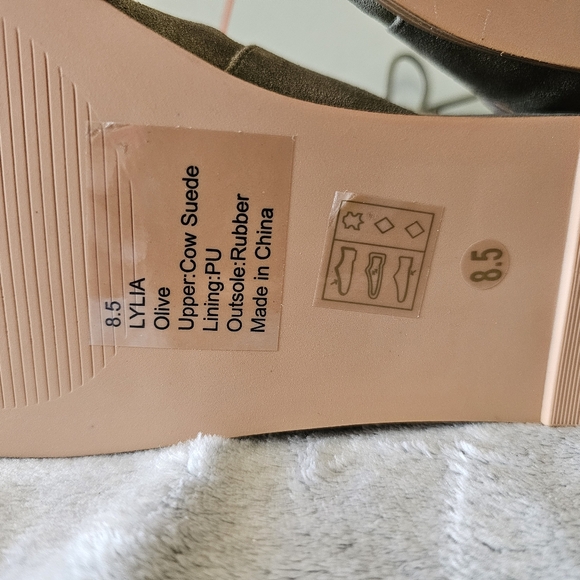 8.5
LYLIA
Olive
Upper:Cow Suede
Lining:PU
Outsole:Rubber
Made in China
8.5